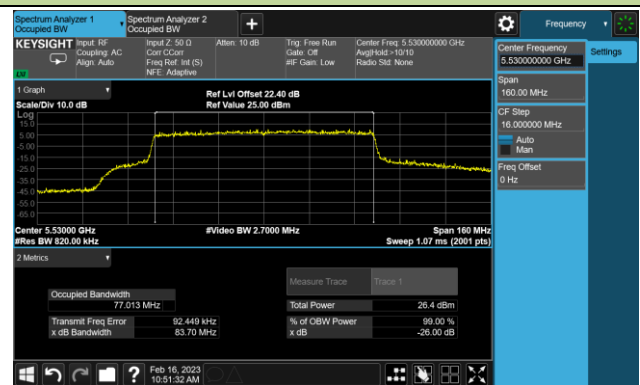 Spectrum Analyzer 1
Occupied BW
Spectrum Analyzer 2
Occupied BW
+
Frequency
KEYSIGHT
Input: RF
Coupling: AC
Align: Auto
Input Z: 50 Ω
Corr CCorr
Freq Ref: Int (S)
NFE: Adaptive
Atten: 10 dB
Trig: Free Run
Gate: Off
#IF Gain: Low
Center Freq: 5.530000000 GHz
Avg|Hold:>10/10
Radio Std: None
LXI
1 Graph
Scale/Div 10.0 dB
Ref Lvl Offset 22.40 dB
Ref Value 25.00 dBm
Log
15.0
5.00
-5.00
-15.0
-25.0
-35.0
-45.0
-55.0
-65.0
Center 5.53000 GHz
#Res BW 820.00 kHz
#Video BW 2.7000 MHz
Span 160 MHz
Sweep 1.07 ms (2001 pts)
2 Metrics
Measure Trace
Trace 1
Occupied Bandwidth
77.013 MHz
Total Power
26.4 dBm
Transmit Freq Error
92.449 kHz
% of OBW Power
99.00 %
x dB Bandwidth
83.70 MHz
x dB
-26.00 dB
Center Frequency
5.530000000 GHz
Settings
Span
160.00 MHz
CF Step
16.000000 MHz
Auto
Man
Freq Offset
0 Hz
?
Feb 16, 2023
10:51:32 AM